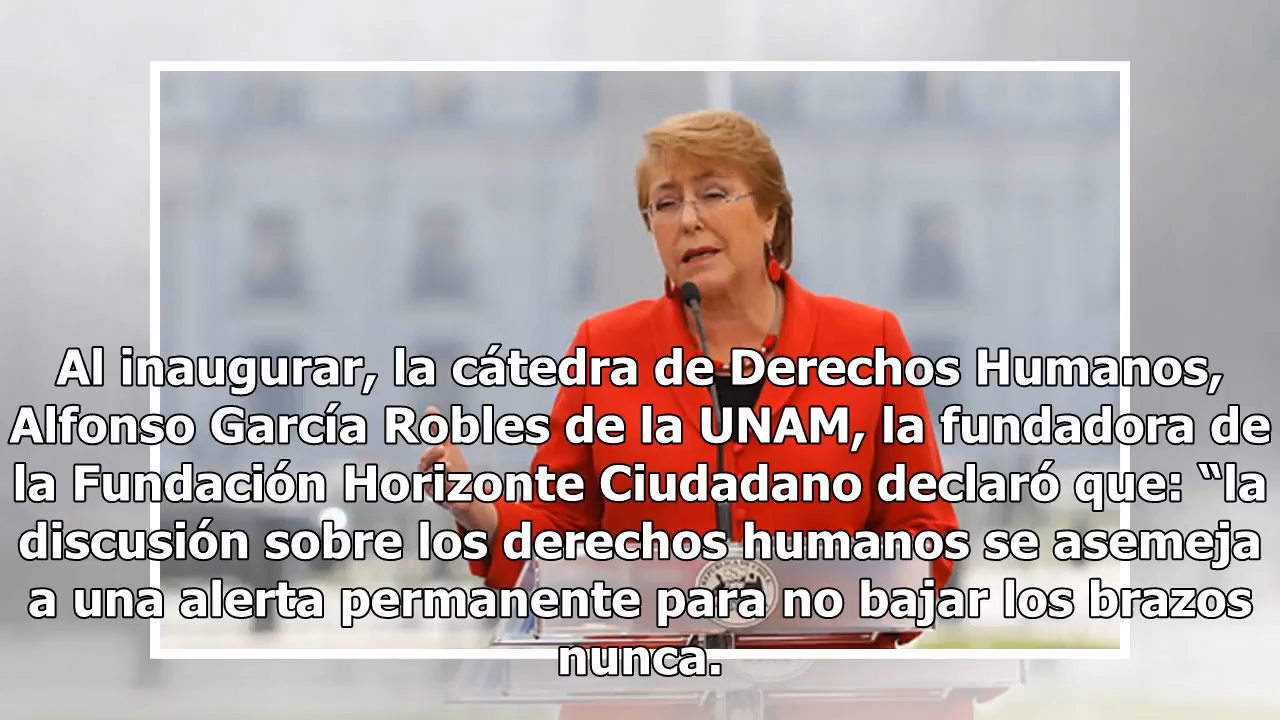 Al inaugurar, la cátedra de Derechos Humanos,
Alfonso García Robles de la UNAM, la fundadora de
la Fundación Horizonte Ciudadano declaró que: “la
discusión sobre los derechos humanos se asemeja
a una alerta permanente para no bajar los brazos
nunca.